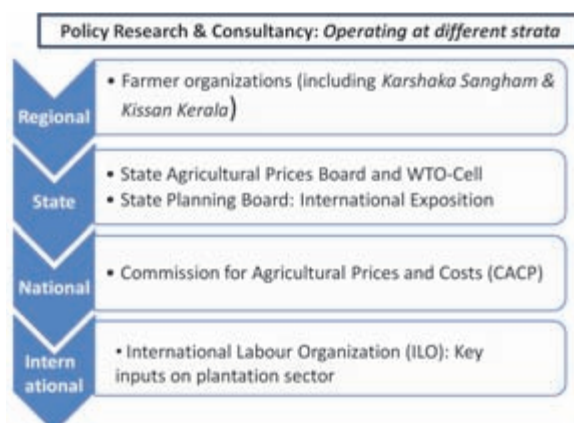 Policy Research & Consultancy: Operating at different strata
Regional
• Farmer organizations (including Karshaka Sangham &
Kissan Kerala)
State
• State Agricultural Prices Board and WTO-Cell
• State Planning Board: International Exposition
National
• Commission for Agricultural Prices and Costs (CACP)
Intern
ational
• International Labour Organization (ILO): Key
inputs on plantation sector